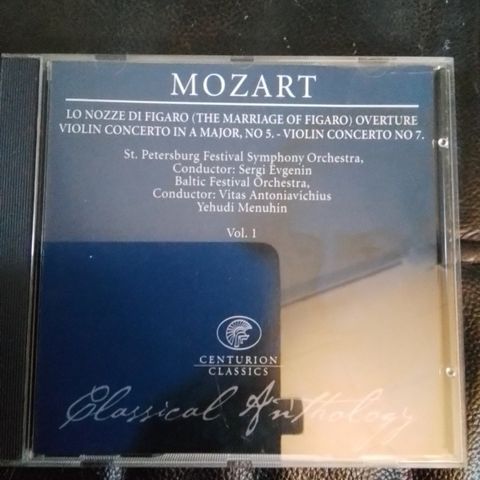 MOZART
LO NOZZE DI FIGARO (THE MARRIAGE OF FIGARO) OVERTURE
VIOLIN CONCERTO IN A MAJOR, NO 5. - VIOLIN CONCERTO NO 7.
St. Petersburg Festival Symphony Orchestra,
Conductor: Sergi Evgenin
Baltic Festival Orchestra,
Conductor: Vitas Antoniavichius
Yehudi Menuhin
Vol. 1
CENTURION
CLASSICS
Classical Anthology